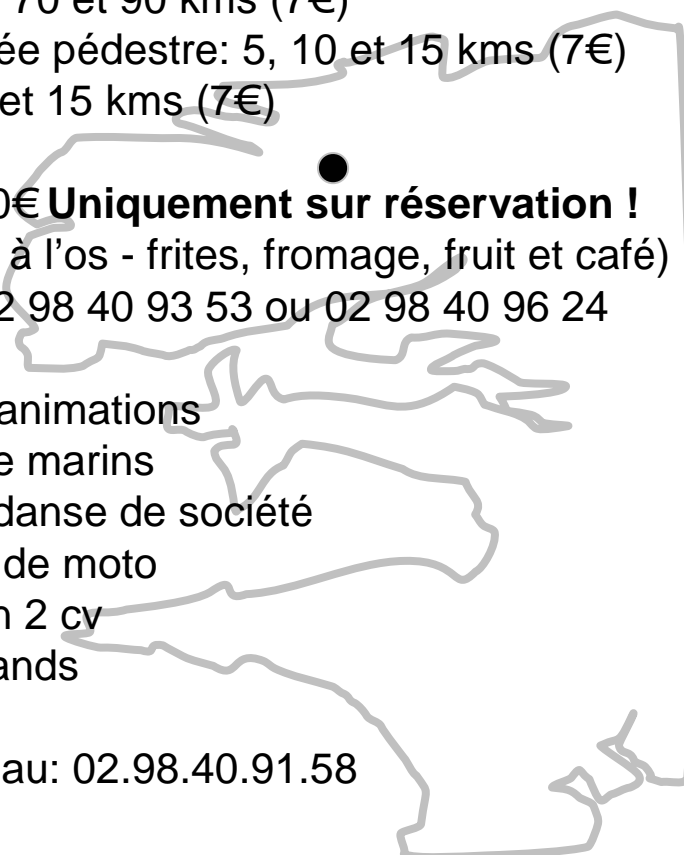 70 et 90 kms (7€)
ée pédestre: 5, 10 et 15 kms (7€)
et 15 kms (7€)
0€ Uniquement sur réservation !
à l'os - frites, fromage, fruit et café)
2 98 40 93 53 ou 02 98 40 96 24
animations
e marins
danse de société
de moto
n 2 cv
ands
au: 02.98.40.91.58